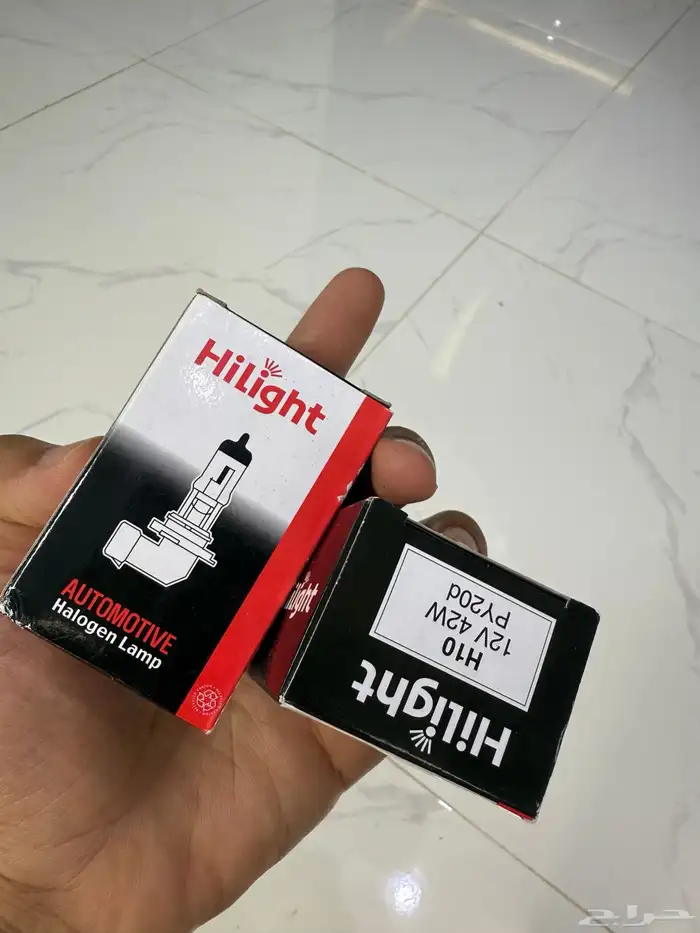 HiLight
AUTOMOTIVE
Halogen Lamp
H10
12V 42W
PY20d
HiLight
حراج